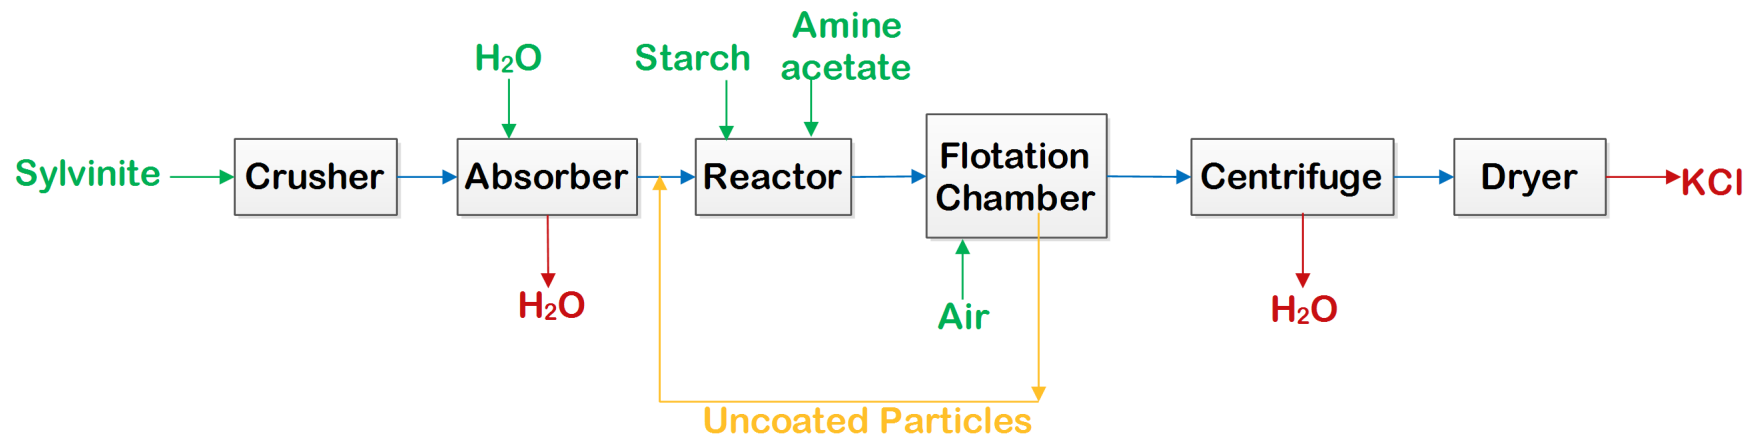 Amine
acetate
H₂O
Starch
Sylvinite
Crusher
Absorber
Reactor
Flotation
Chamber
Centrifuge
Dryer
KCl
H₂O
Air
H₂O
Uncoated Particles